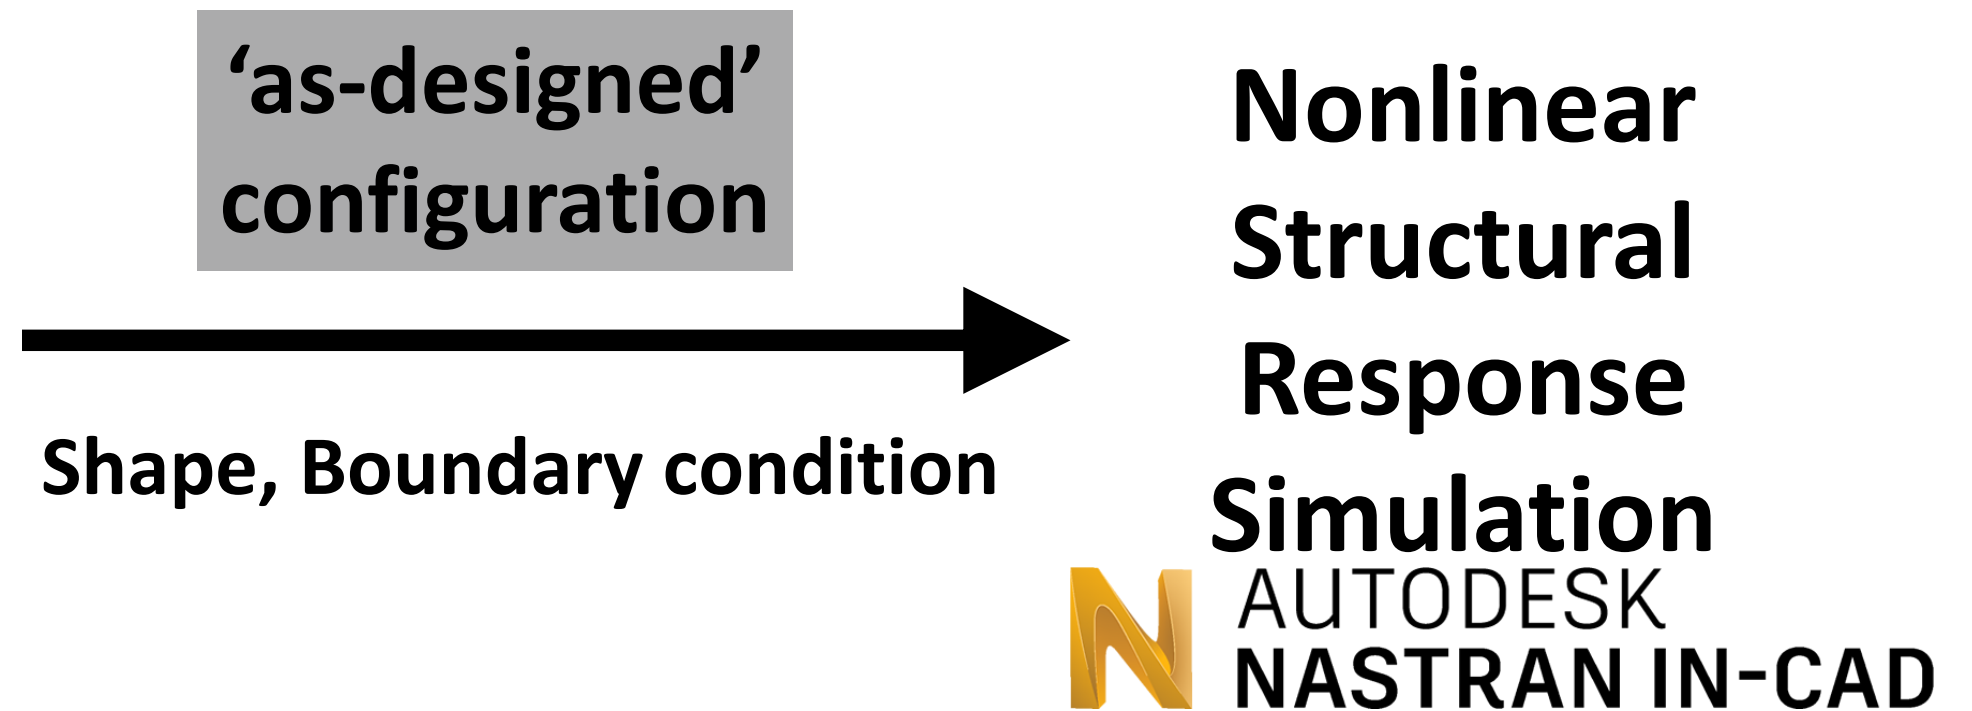 ‘as-designed’
configuration
Shape, Boundary condition
Nonlinear
Structural
Response
Simulation
AUTODESK
NASTRAN IN-CAD